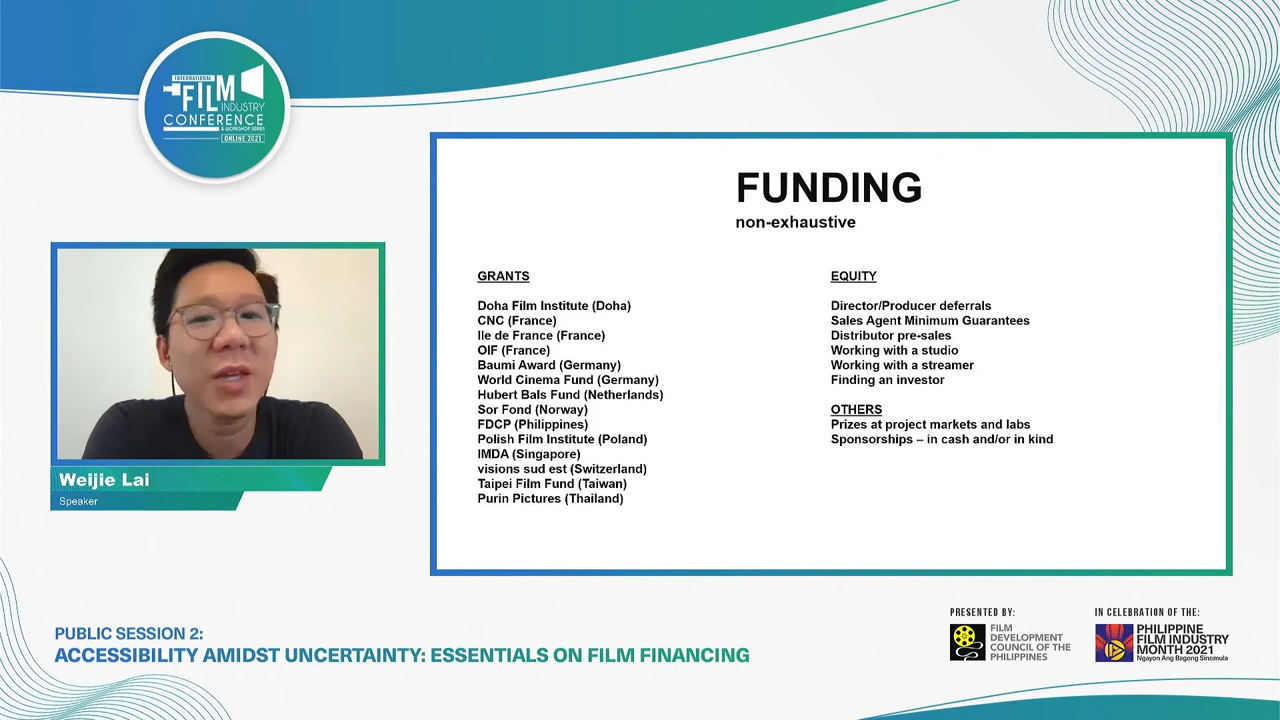 INTERNATIONAL
FILM
INDUSTRY
CONFERENCE
& WORKSHOP SERIES
ONLINE 2021
FUNDING
non-exhaustive
GRANTS
Doha Film Institute (Doha)
CNC (France)
Ile de France (France)
OIF (France)
Baumi Award (Germany)
World Cinema Fund (Germany)
Hubert Bals Fund (Netherlands)
Sor Fond (Norway)
FDCP (Philippines)
Polish Film Institute (Poland)
IMDA (Singapore)
visions sud est (Switzerland)
Taipei Film Fund (Taiwan)
Purin Pictures (Thailand)
EQUITY
Director/Producer deferrals
Sales Agent Minimum Guarantees
Distributor pre-sales
Working with a studio
Working with a streamer
Finding an investor
OTHERS
Prizes at project markets and labs
Sponsorships – in cash and/or in kind
Weijie Lai
Speaker
PUBLIC SESSION 2:
ACCESSIBILITY AMIDST UNCERTAINTY: ESSENTIALS ON FILM FINANCING
PRESENTED BY:
FILM
DEVELOPMENT
COUNCIL OF THE
PHILIPPINES
IN CELEBRATION OF THE:
PHILIPPINE
FILM INDUSTRY
MONTH 2021
Ngayon Ang Bagong Sinemula